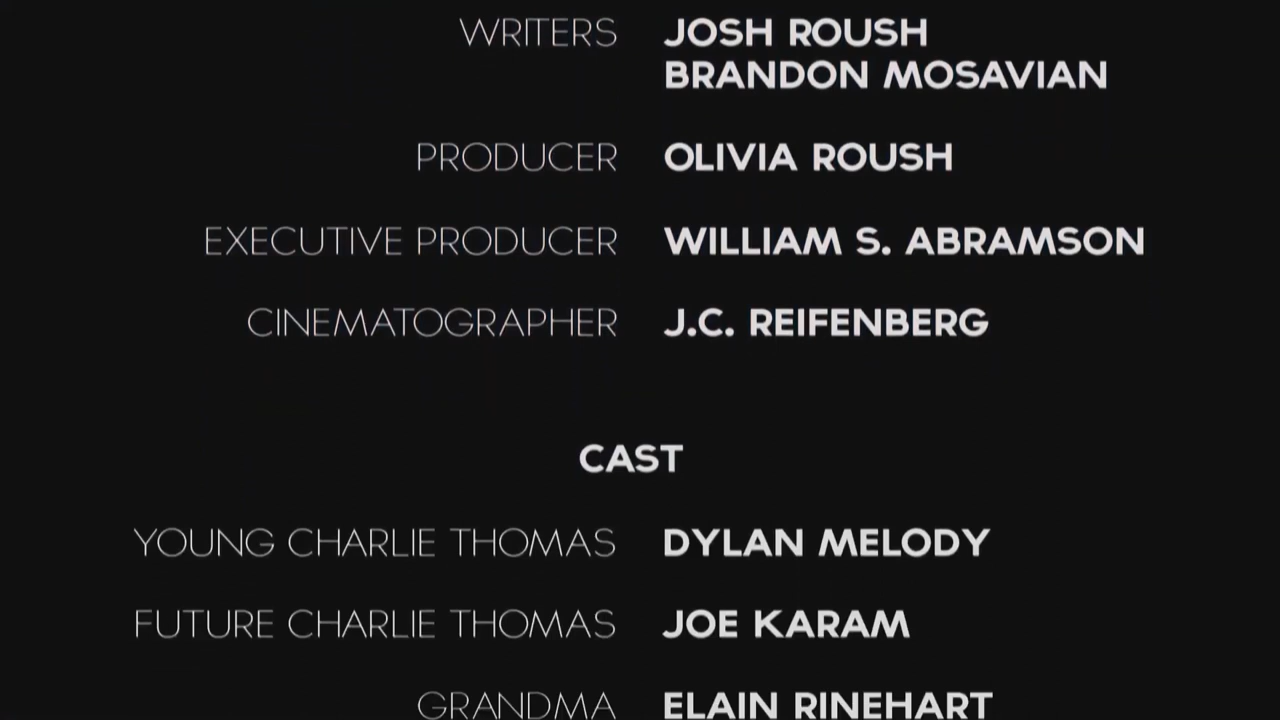 WRITERS JOSH ROUSH
BRANDON MOSAVIAN
PRODUCER OLIVIA ROUSH
EXECUTIVE PRODUCER WILLIAM S. ABRAMSON
CINEMATOGRAPHER J.C. REIFENBERG
CAST
YOUNG CHARLIE THOMAS DYLAN MELODY
FUTURE CHARLIE THOMAS JOE KARAM
GRANDMA ELAIN RINEHART